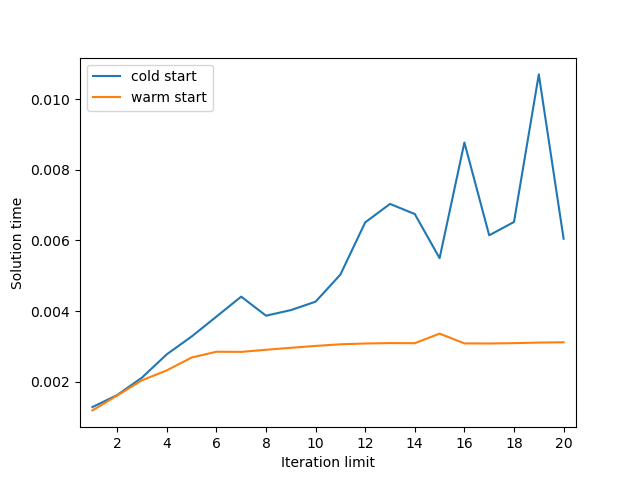 cold start
warm start
0.010
0.008
0.006
0.004
0.002
Solution time
2 4 6 8 10 12 14 16 18 20
Iteration limit